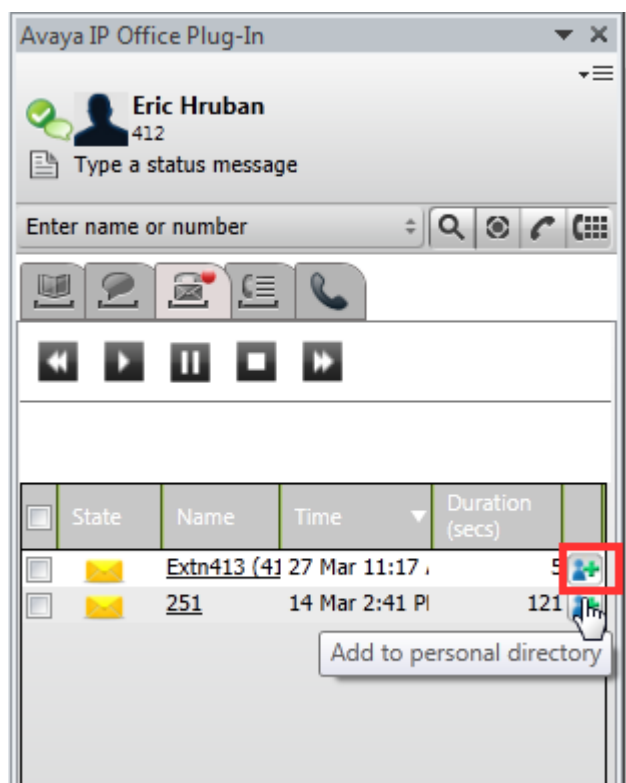 Avaya IP Office Plug-In
Eric Hruban
412
Type a status message
Enter name or number
State Name Time Duration (secs)
Extn413 (41 27 Mar 11:17 5
251 14 Mar 2:41 P 121
Add to personal directory